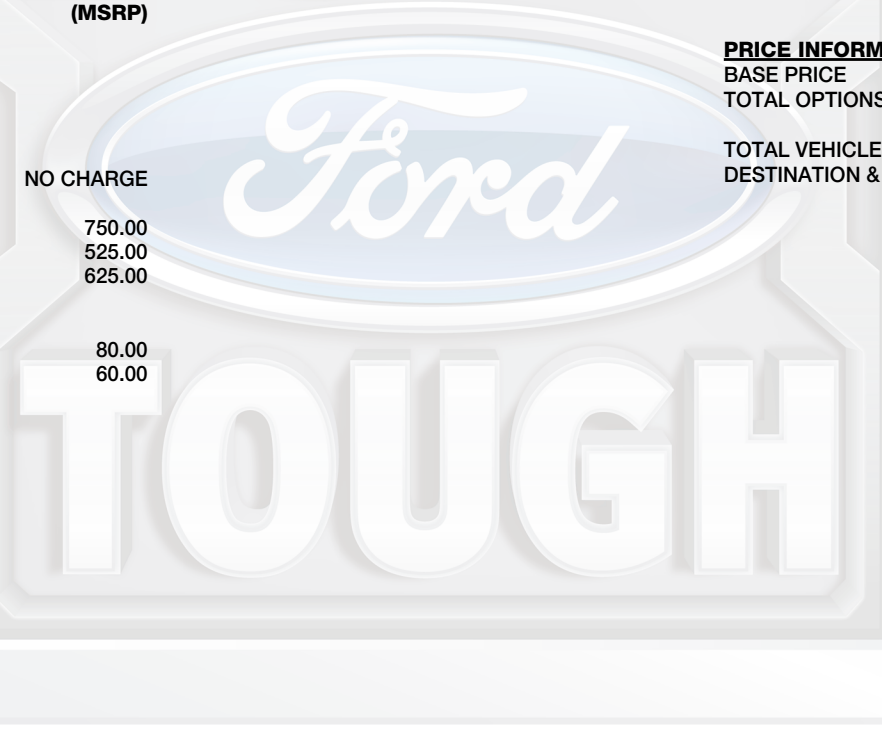 (MSRP)
NO CHARGE
750.00
525.00
625.00
80.00
60.00
PRICE INFORM
BASE PRICE
TOTAL OPTIONS
TOTAL VEHICLE
DESTINATION &
Ford
TOUGH